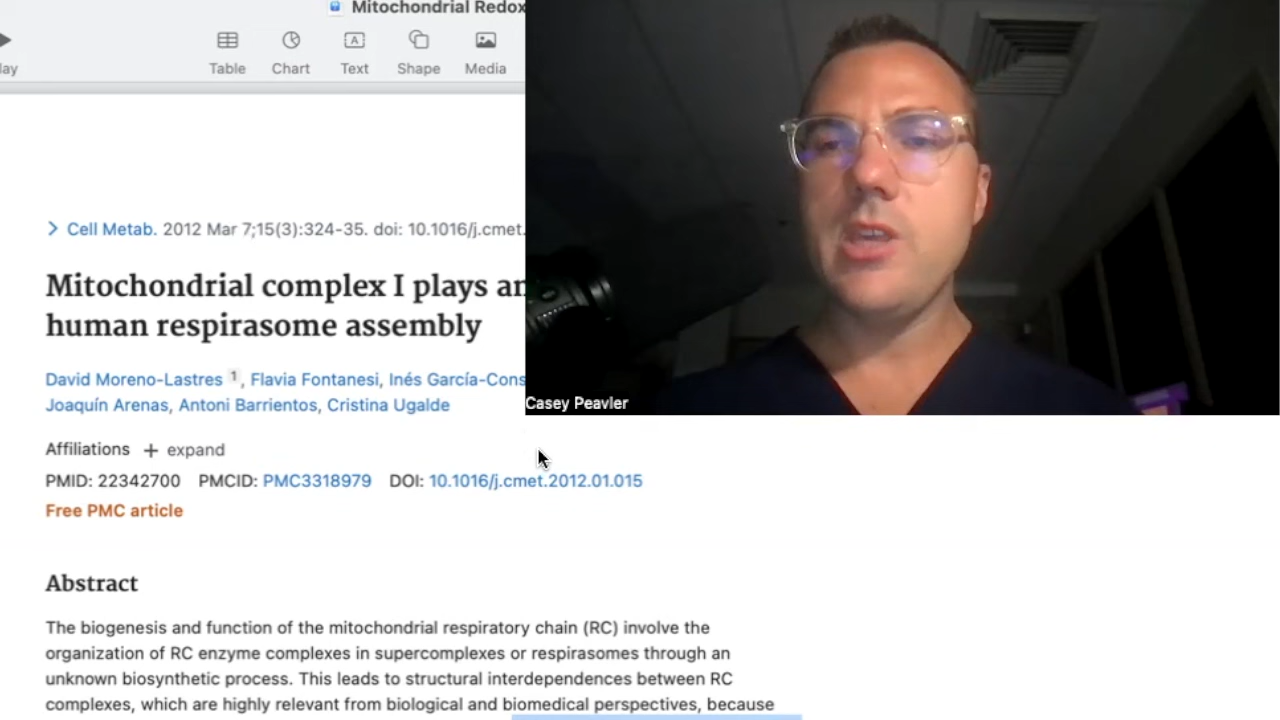 Mitochondrial Redox
lay
Table
Chart
Text
Shape
Media
Cell Metab. 2012 Mar 7;15(3):324-35. doi: 10.1016/j.cmet.
Mitochondrial complex I plays an
human respirasome assembly
David Moreno-Lastres 1, Flavia Fontanesi, Inés García-Cons
Joaquín Arenas, Antoni Barrientos, Cristina Ugalde
Casey Peavler
Affiliations + expand
PMID: 22342700 PMCID: PMC3318979 DOI: 10.1016/j.cmet.2012.01.015
Free PMC article
Abstract
The biogenesis and function of the mitochondrial respiratory chain (RC) involve the
organization of RC enzyme complexes in supercomplexes or respirasomes through an
unknown biosynthetic process. This leads to structural interdependences between RC
complexes, which are highly relevant from biological and biomedical perspectives, because